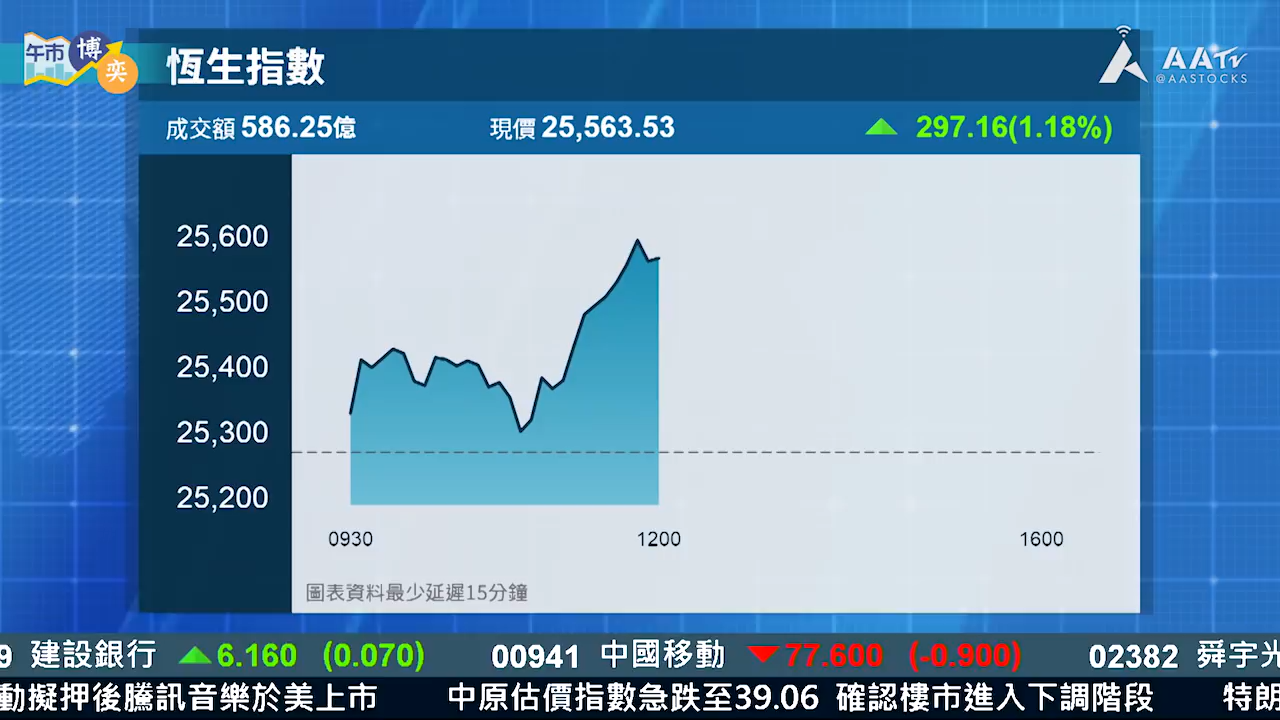 午市博奕
恆生指數
AATV
@AASTOCKS
成交額 586.25億 現價 25,563.53 297.16(1.18%)
25,600
25,500
25,400
25,300
25,200
0930 1200 1600
圖表資料最少延遲15分鐘
9 建設銀行 6.160 (0.070) 00941 中國移動 77.600 (-0.900) 02382 舜宇光
動擬押後騰訊音樂於美上市 中原估價指數急跌至39.06 確認樓市進入下調階段 特朗